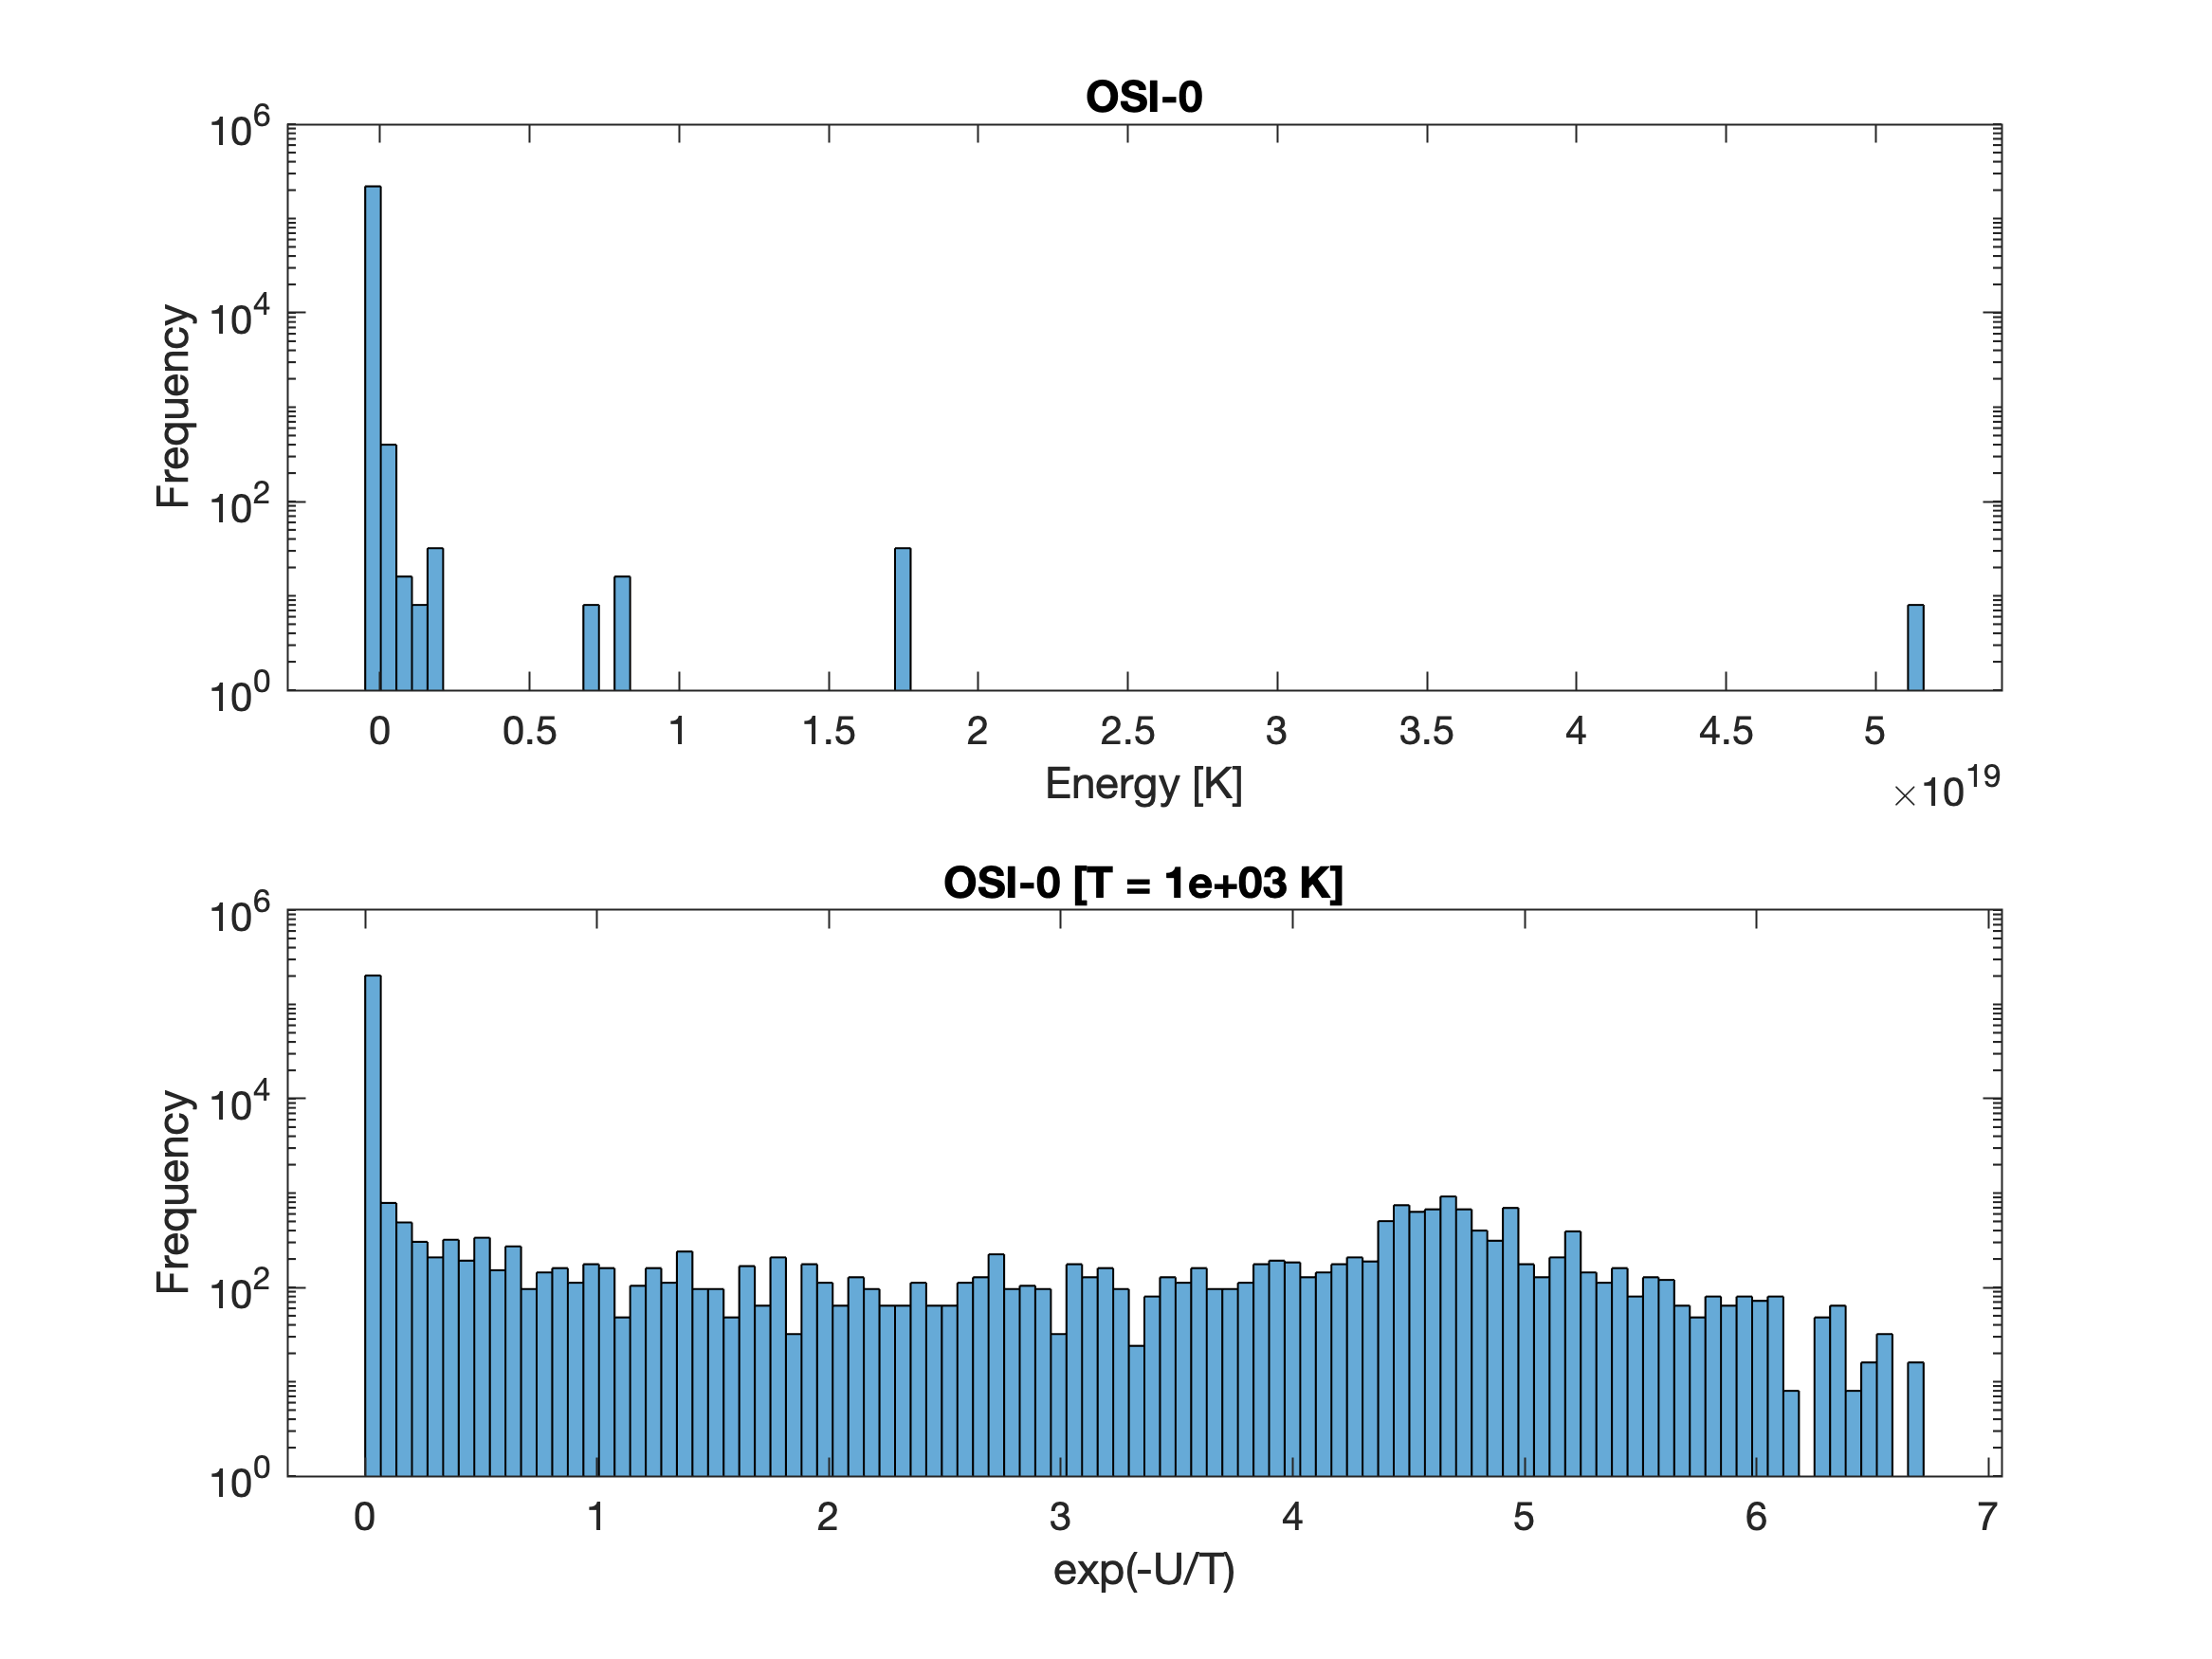 OSI-0
10^6
10^4
10^2
10^0
Frequency
0 0.5 1 1.5 2 2.5 3 3.5 4 4.5 5
Energy [K]
×10^19
OSI-0 [T = 1e+03 K]
10^6
10^4
10^2
10^0
Frequency
0 1 2 3 4 5 6 7
exp(-U/T)